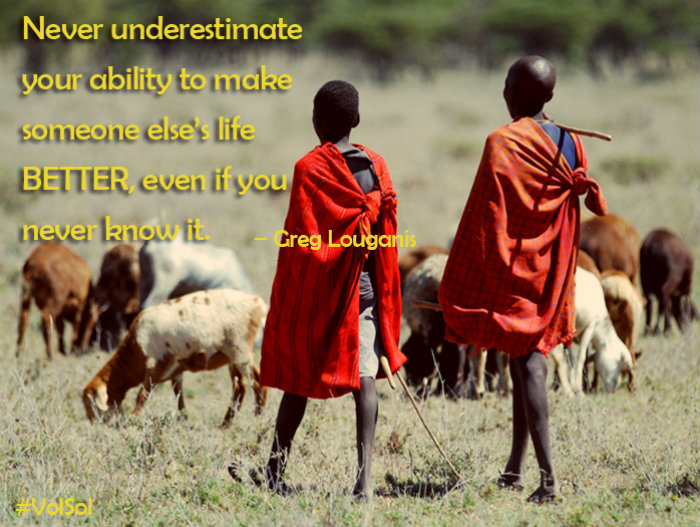 Never underestimate
your ability to make
someone else's life
BETTER, even if you
never know it.
– Greg Louganis
#VolSol